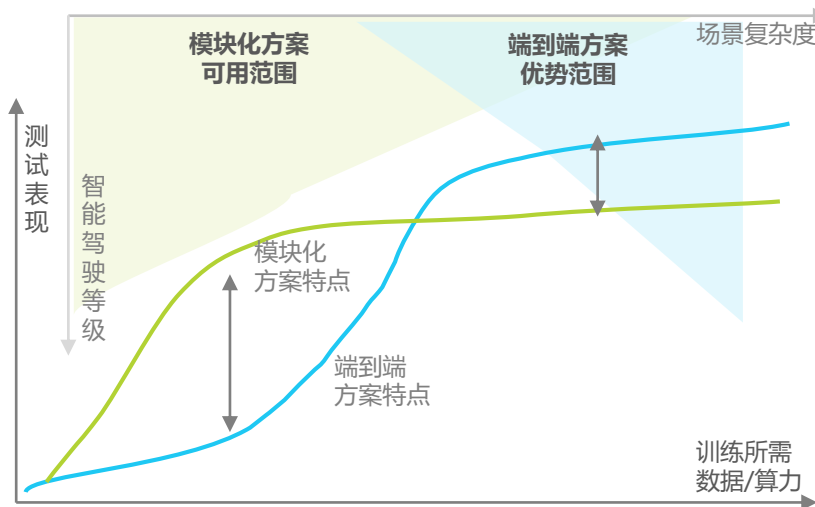 场景复杂度
模块化方案
可用范围
端到端方案
优势范围
测试表现
智能驾驶等级
模块化
方案特点
端到端
方案特点
训练所需
数据/算力